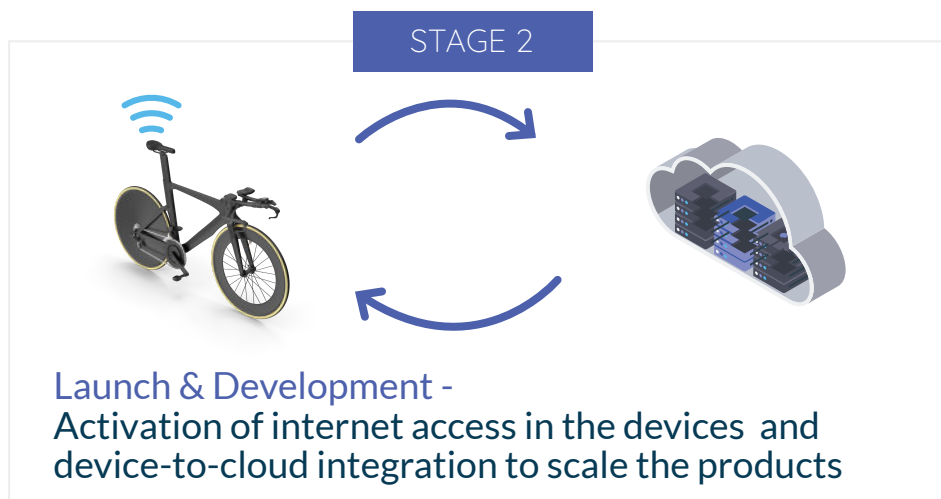 STAGE 2
Launch & Development -
Activation of internet access in the devices  and
device-to-cloud integration to scale the products